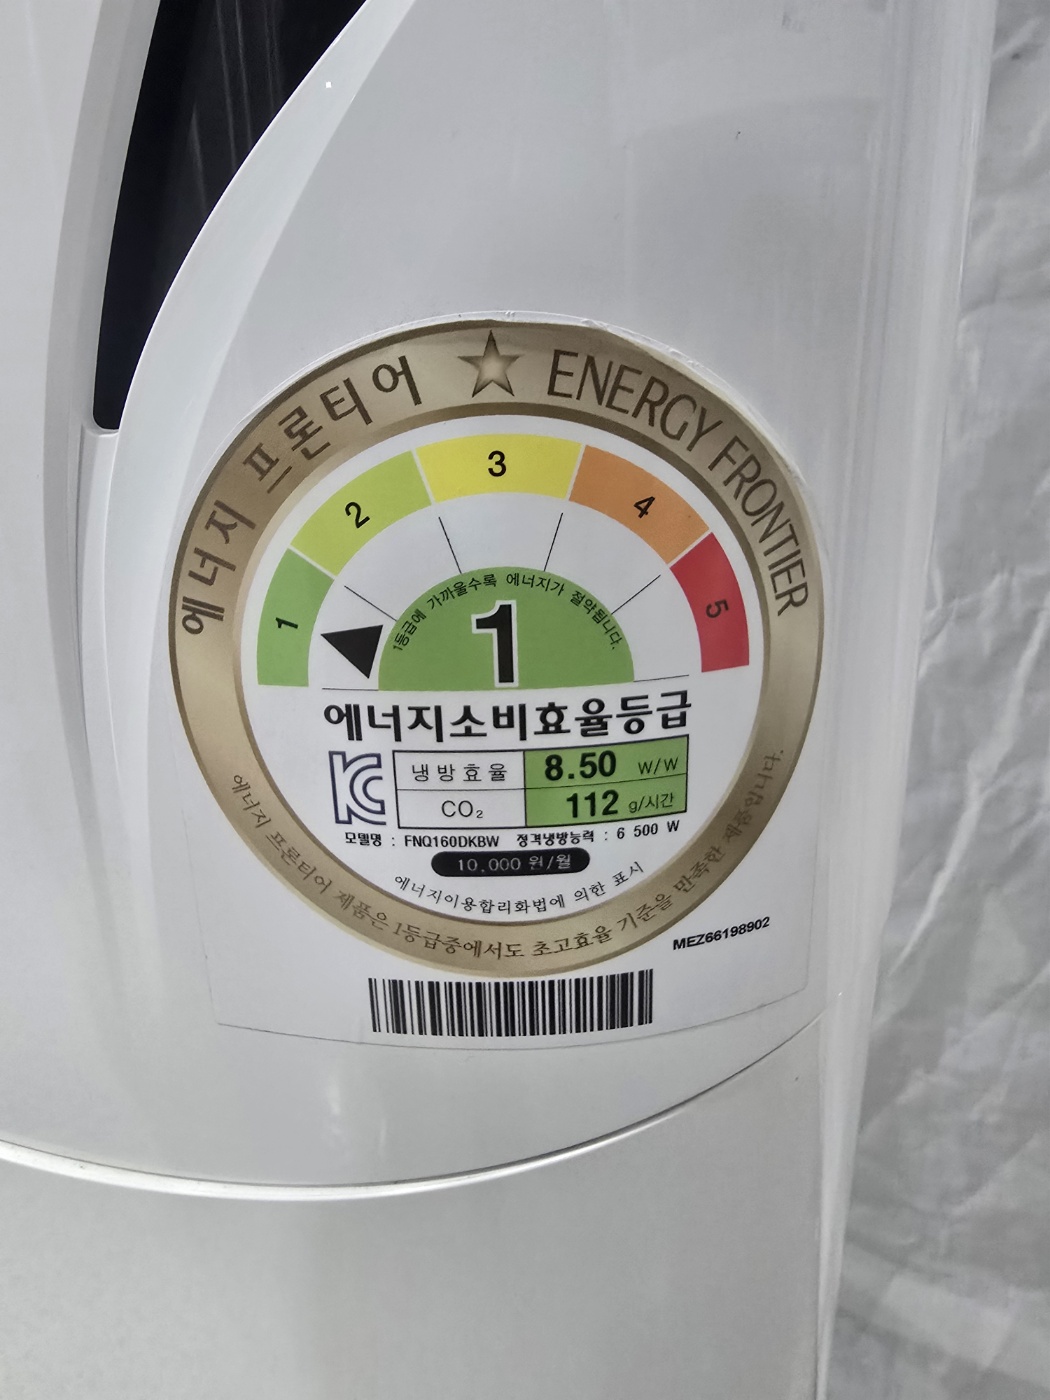 에너지 프론티어 ★ ENERGY FRONTIER
1 2 3 4 5
1등급에 가까울수록 에너지가 절약됩니다.
1
에너지소비효율등급
KC
냉방효율 8.50 W/W
CO₂ 112 g/시간
모델명 : FNQ160DKBW 정격냉방능력 : 6 500 W
10,000 원/월
에너지이용합리화법에 의한 표시
에너지 프론티어 제품은 1등급중에서도 초고효율 기준을 만족한 제품입니다.
MEZ66198902